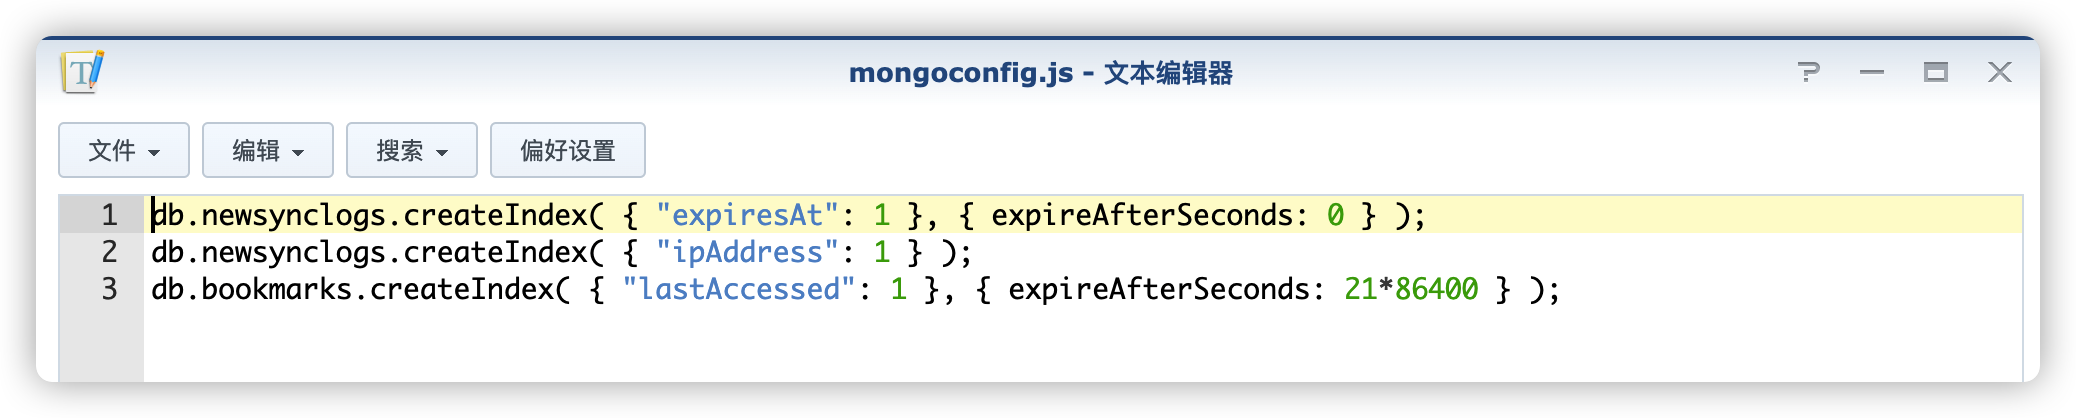 mongoconfig.js - 文本编辑器
文件 编辑 搜索 偏好设置
1 db.newsynclogs.createIndex( { "expiresAt": 1 }, { expireAfterSeconds: 0 } );
2 db.newsynclogs.createIndex( { "ipAddress": 1 } );
3 db.bookmarks.createIndex( { "lastAccessed": 1 }, { expireAfterSeconds: 21*86400 } );